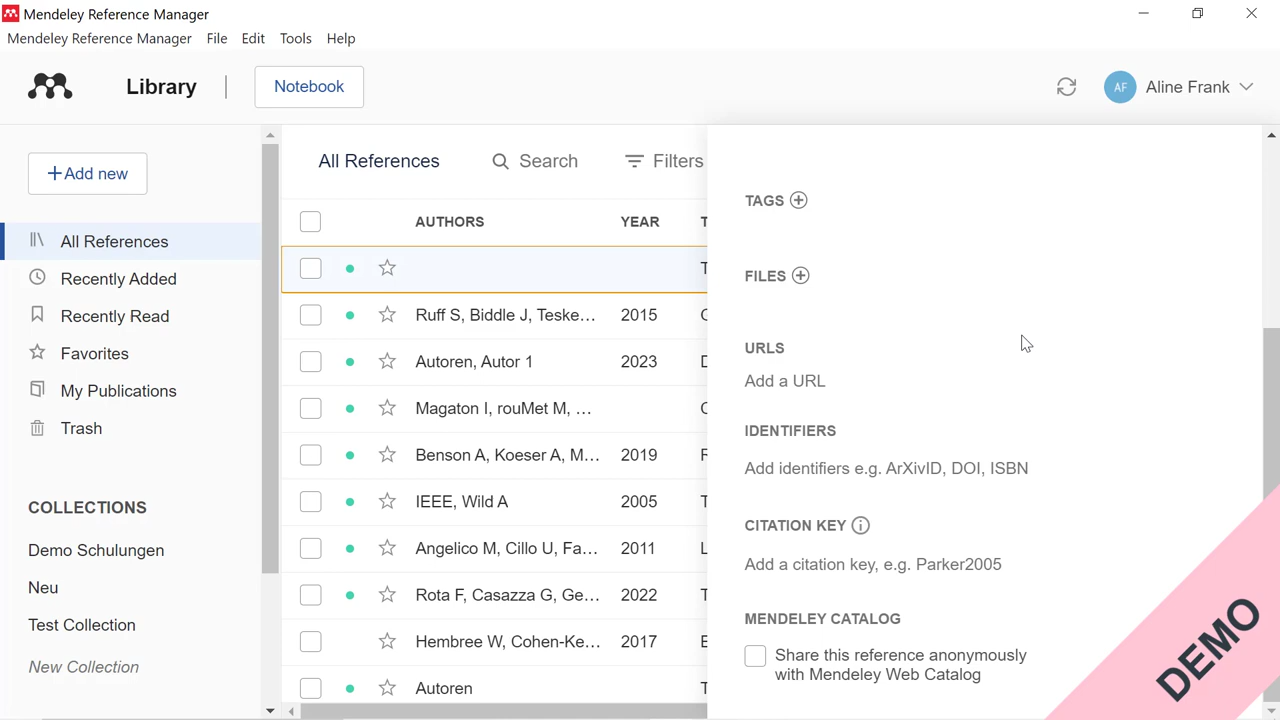 Mendeley Reference Manager
Mendeley Reference Manager File Edit Tools Help
Library Notebook AF Aline Frank
+Add new
All References
Recently Added
Recently Read
Favorites
My Publications
Trash
COLLECTIONS
Demo Schulungen
Neu
Test Collection
New Collection
All References Search Filters
AUTHORS YEAR T
T
Ruff S, Biddle J, Teske... 2015
Autoren, Autor 1 2023
Magaton I, rouMet M, ...
Benson A, Koeser A, M... 2019
IEEE, Wild A 2005
Angelico M, Cillo U, Fa... 2011
Rota F, Casazza G, Ge... 2022
Hembree W, Cohen-Ke... 2017
Autoren
TAGS
FILES
URLS
Add a URL
IDENTIFIERS
Add identifiers e.g. ArXivID, DOI, ISBN
CITATION KEY
Add a citation key, e.g. Parker2005
MENDELEY CATALOG
Share this reference anonymously
with Mendeley Web Catalog
DEMO